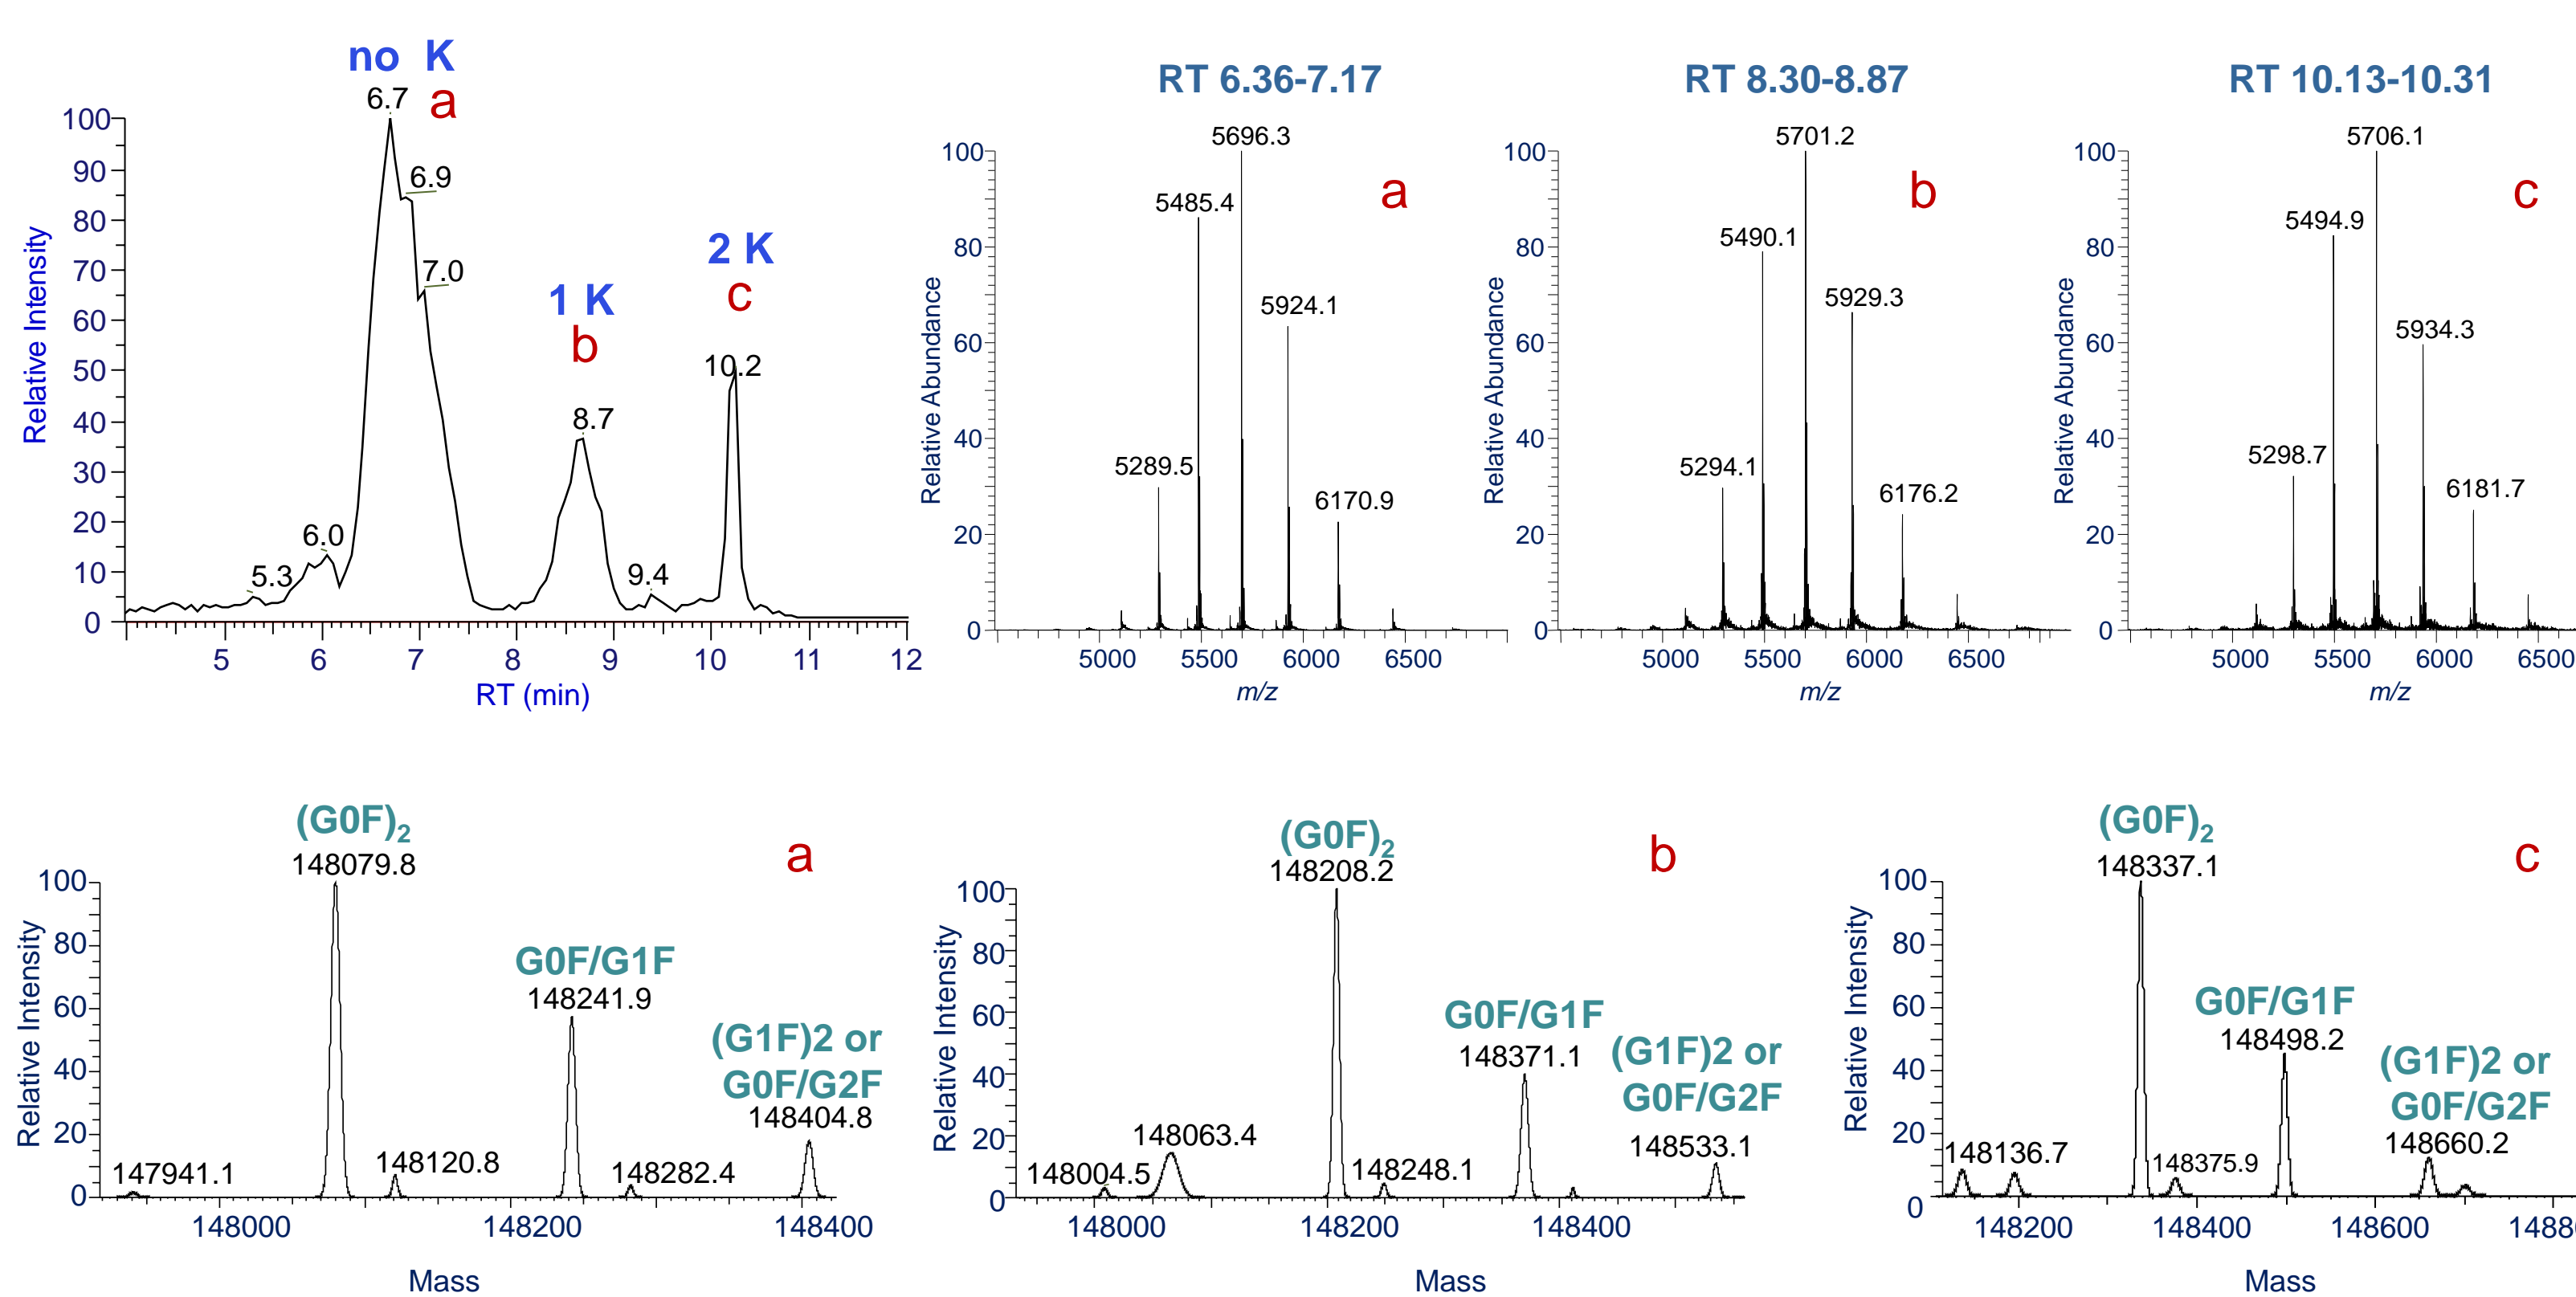 no K
a
6.7
6.9
7.0
1 K
b
2 K
c
10.2
8.7
6.0
5.3
9.4
100
90
80
70
60
50
40
30
20
10
0
Relative Intensity
5 6 7 8 9 10 11 12
RT (min)
RT 6.36-7.17
a
5696.3
5485.4
5924.1
5289.5
6170.9
100
80
60
40
20
0
Relative Abundance
5000 5500 6000 6500
m/z
RT 8.30-8.87
b
5701.2
5490.1
5929.3
5294.1
6176.2
100
80
60
40
20
0
Relative Abundance
5000 5500 6000 6500
m/z
RT 10.13-10.31
c
5706.1
5494.9
5934.3
5298.7
6181.7
100
80
60
40
20
0
Relative Abundance
5000 5500 6000 6500
m/z
(G0F)2
148079.8
a
G0F/G1F
148241.9
(G1F)2 or
G0F/G2F
148404.8
147941.1
148120.8
148282.4
100
80
60
40
20
0
Relative Intensity
148000 148200 148400
Mass
(G0F)2
148208.2
b
G0F/G1F
148371.1
(G1F)2 or
G0F/G2F
148533.1
148063.4
148004.5
148248.1
100
80
60
40
20
0
Relative Intensity
148000 148200 148400
Mass
(G0F)2
148337.1
c
G0F/G1F
148498.2
(G1F)2 or
G0F/G2F
148660.2
148136.7
148375.9
100
80
60
40
20
0
Relative Intensity
148200 148400 148600
Mass